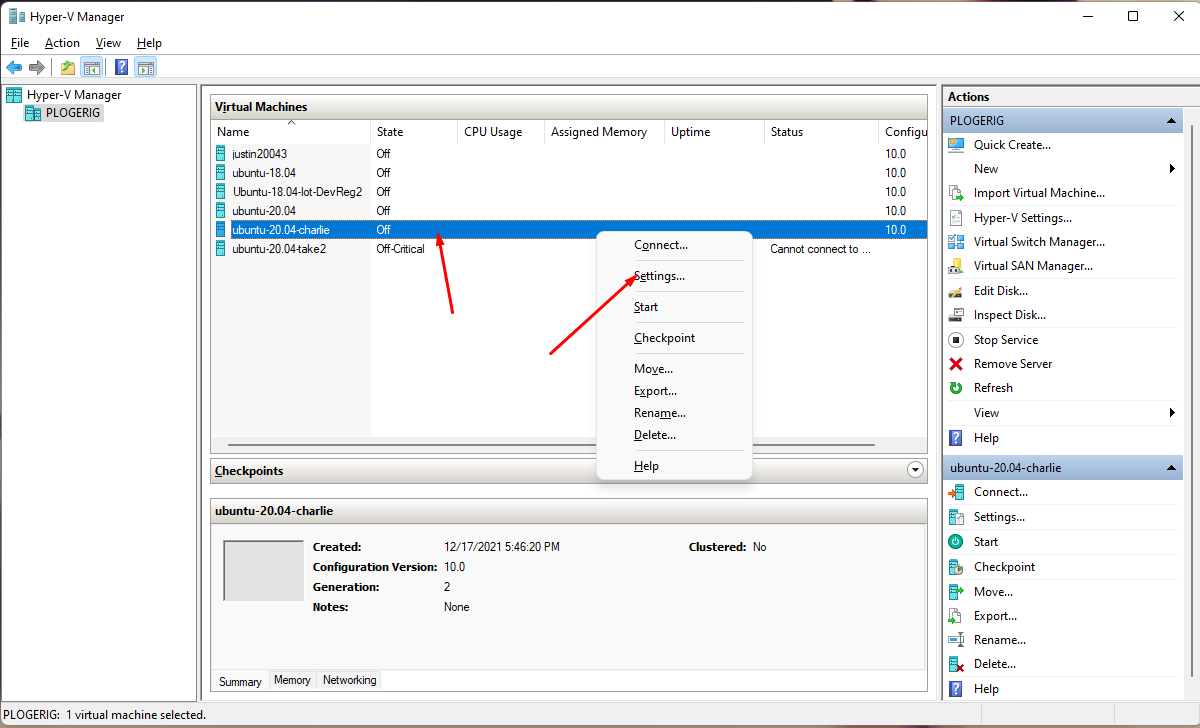 Hyper-V Manager
File Action View Help
Hyper-V Manager
PLOGERIG
Virtual Machines
Name State CPU Usage Assigned Memory Uptime Status Configu
justin20043 Off 10.0
ubuntu-18.04 Off 10.0
Ubuntu-18.04-Iot-DevReg2 Off 10.0
ubuntu-20.04 Off 10.0
ubuntu-20.04-charlie Off 10.0
ubuntu-20.04-take2 Off-Critical Cannot connect to ...
Connect...
Settings...
Start
Checkpoint
Move...
Export...
Rename...
Delete...
Help
Checkpoints
ubuntu-20.04-charlie
Created: 12/17/2021 5:46:20 PM Clustered: No
Configuration Version: 10.0
Generation: 2
Notes: None
Summary Memory Networking
Actions
PLOGERIG
Quick Create...
New
Import Virtual Machine...
Hyper-V Settings...
Virtual Switch Manager...
Virtual SAN Manager...
Edit Disk...
Inspect Disk...
Stop Service
Remove Server
Refresh
View
Help
ubuntu-20.04-charlie
Connect...
Settings...
Start
Checkpoint
Move...
Export...
Rename...
Delete...
Help
PLOGERIG: 1 virtual machine selected.